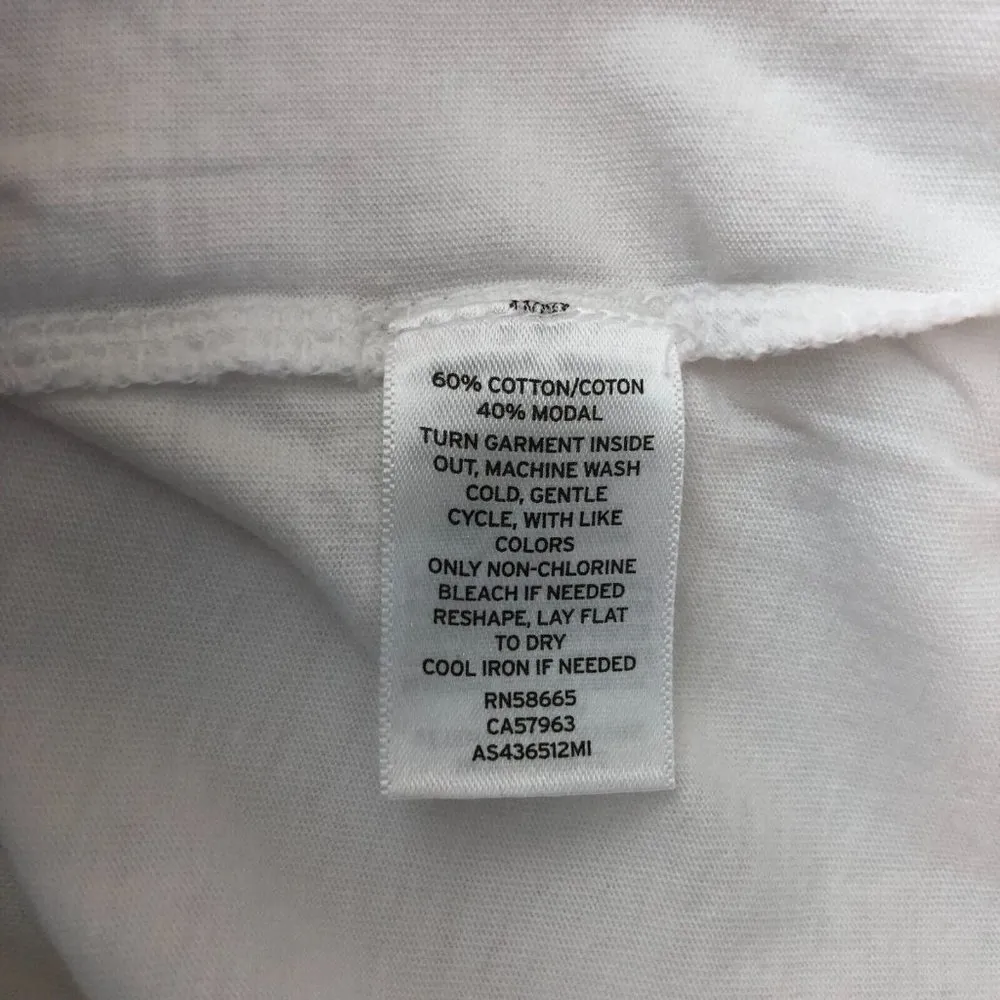 60% COTTON/COTON
40% MODAL
TURN GARMENT INSIDE
OUT, MACHINE WASH
COLD, GENTLE
CYCLE, WITH LIKE
COLORS
ONLY NON-CHLORINE
BLEACH IF NEEDED
RESHAPE, LAY FLAT
TO DRY
COOL IRON IF NEEDED
RN58665
CA57963
AS436512MI